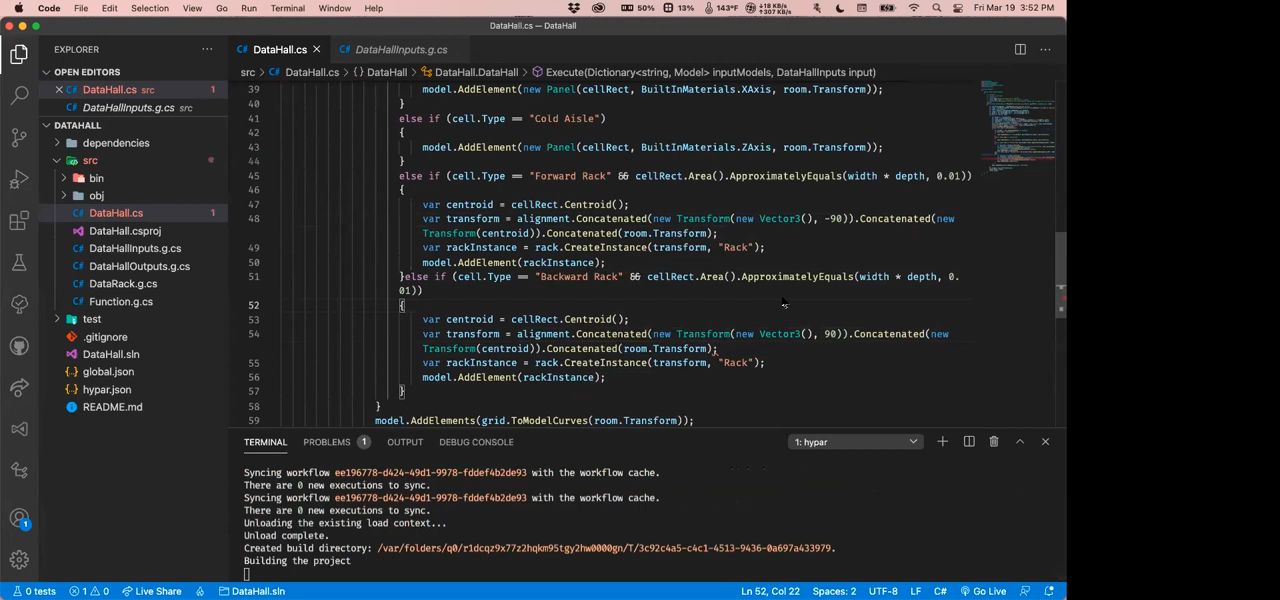 Code File Edit Selection View Go Run Terminal Window Help 50% 13% 143°F 18 KB/s 307 KB/s Fri Mar 19 3:52 PM
DataHall.cs — DataHall
EXPLORER
OPEN EDITORS
DataHall.cs src 1
DataHallInputs.g.cs src
DATAHALL
dependencies
src
bin
obj
DataHall.cs 1
DataHall.csproj
DataHallInputs.g.cs
DataHallOutputs.g.cs
DataRack.g.cs
Function.g.cs
test
.gitignore
DataHall.sln
global.json
hypar.json
README.md
DataHall.cs DataHallInputs.g.cs
src > DataHall.cs > {} DataHall > DataHall.DataHall > Execute(Dictionary<string, Model> inputModels, DataHallInputs input)
39 model.AddElement(new Panel(cellRect, BuiltInMaterials.XAxis, room.Transform));
40 }
41 else if (cell.Type == "Cold Aisle")
42 {
43 model.AddElement(new Panel(cellRect, BuiltInMaterials.ZAxis, room.Transform));
44 }
45 else if (cell.Type == "Forward Rack" && cellRect.Area().ApproximatelyEquals(width * depth, 0.01))
46 {
47 var centroid = cellRect.Centroid();
48 var transform = alignment.Concatenated(new Transform(new Vector3(), -90)).Concatenated(new
Transform(centroid)).Concatenated(room.Transform);
49 var rackInstance = rack.CreateInstance(transform, "Rack");
50 model.AddElement(rackInstance);
51 }else if (cell.Type == "Backward Rack" && cellRect.Area().ApproximatelyEquals(width * depth, 0.
01))
52 {
53 var centroid = cellRect.Centroid();
54 var transform = alignment.Concatenated(new Transform(new Vector3(), 90)).Concatenated(new
Transform(centroid)).Concatenated(room.Transform);
55 var rackInstance = rack.CreateInstance(transform, "Rack");
56 model.AddElement(rackInstance);
57 }
58 }
59 model.AddElements(grid.ToModelCurves(room.Transform));
TERMINAL PROBLEMS 1 OUTPUT DEBUG CONSOLE 1: hypar
Syncing workflow ee196778-d424-49d1-9978-fddef4b2de93 with the workflow cache.
There are 0 new executions to sync.
Syncing workflow ee196778-d424-49d1-9978-fddef4b2de93 with the workflow cache.
There are 0 new executions to sync.
Unloading the existing load context...
Unload complete.
Created build directory: /var/folders/q0/r1dcqz9x77z2hqkm95tgy2hw0000gn/T/3c92c4a5-c4c1-4513-9436-0a697a433979.
Building the project
1
0 tests 1 0 Live Share DataHall.sln Ln 52, Col 22 Spaces: 2 UTF-8 LF C# Go Live